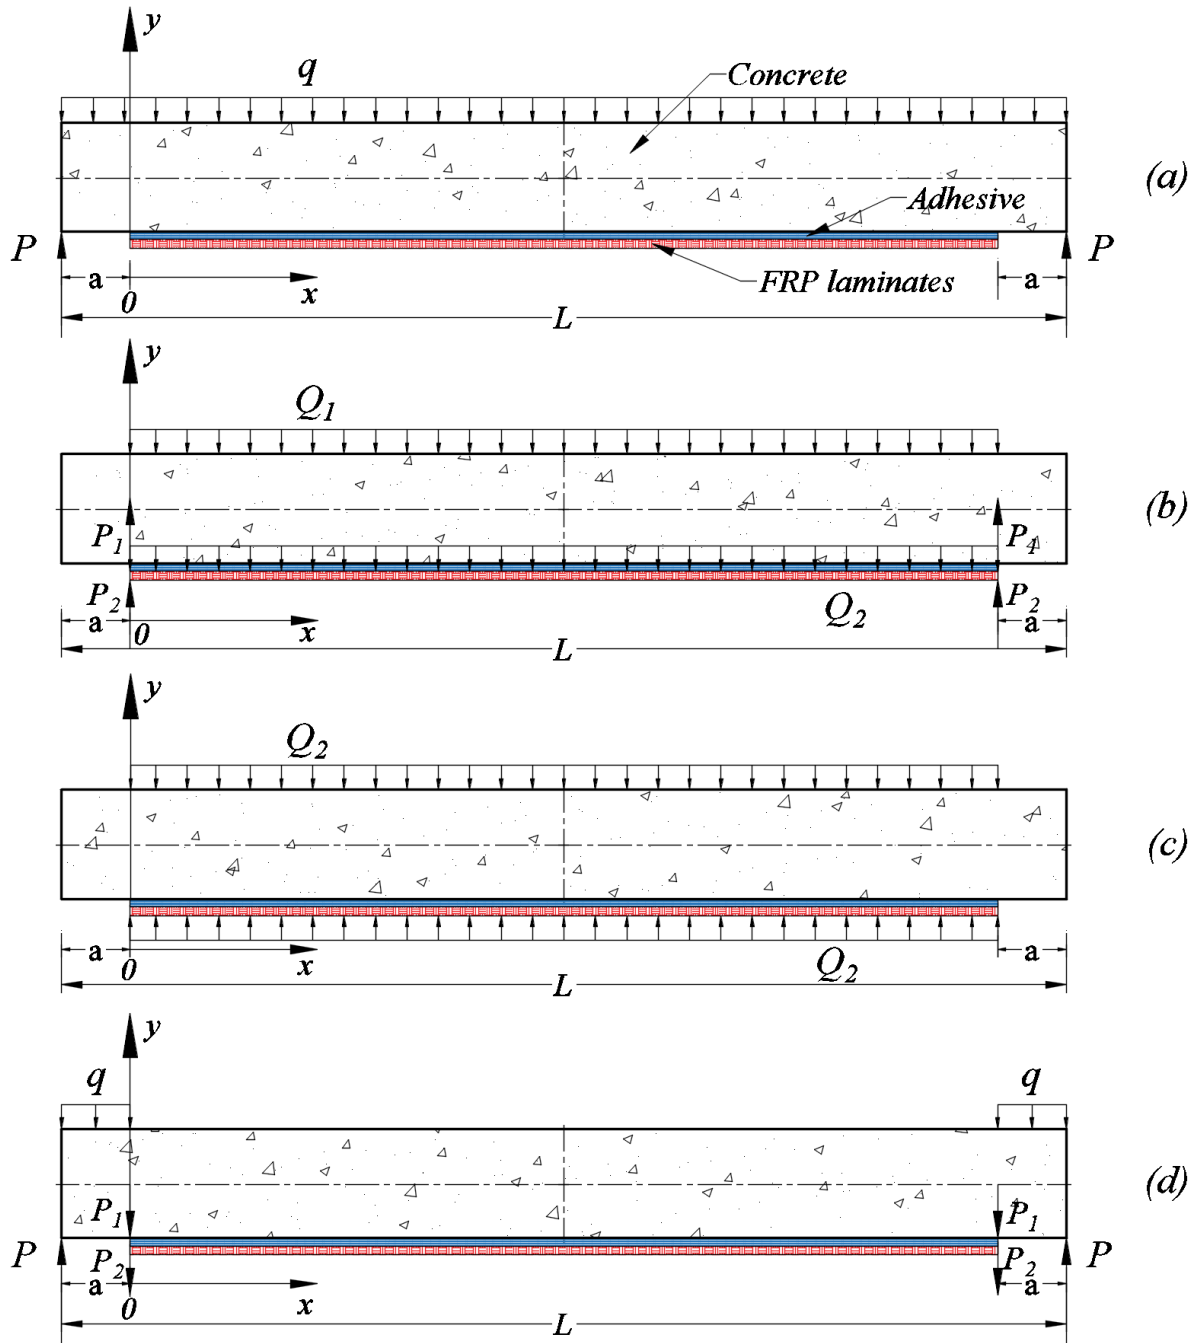 y
q
Concrete
(a)
Adhesive
P P
a FRP laminates a
0 x
L
y
Q1
(b)
P1 P1
P2 P2
a 0 x Q2 a
L
y
Q2
(c)
a 0 x Q2 a
L
y
q q
(d)
P1 P1
P P2 P2 P
a 0 x a
L